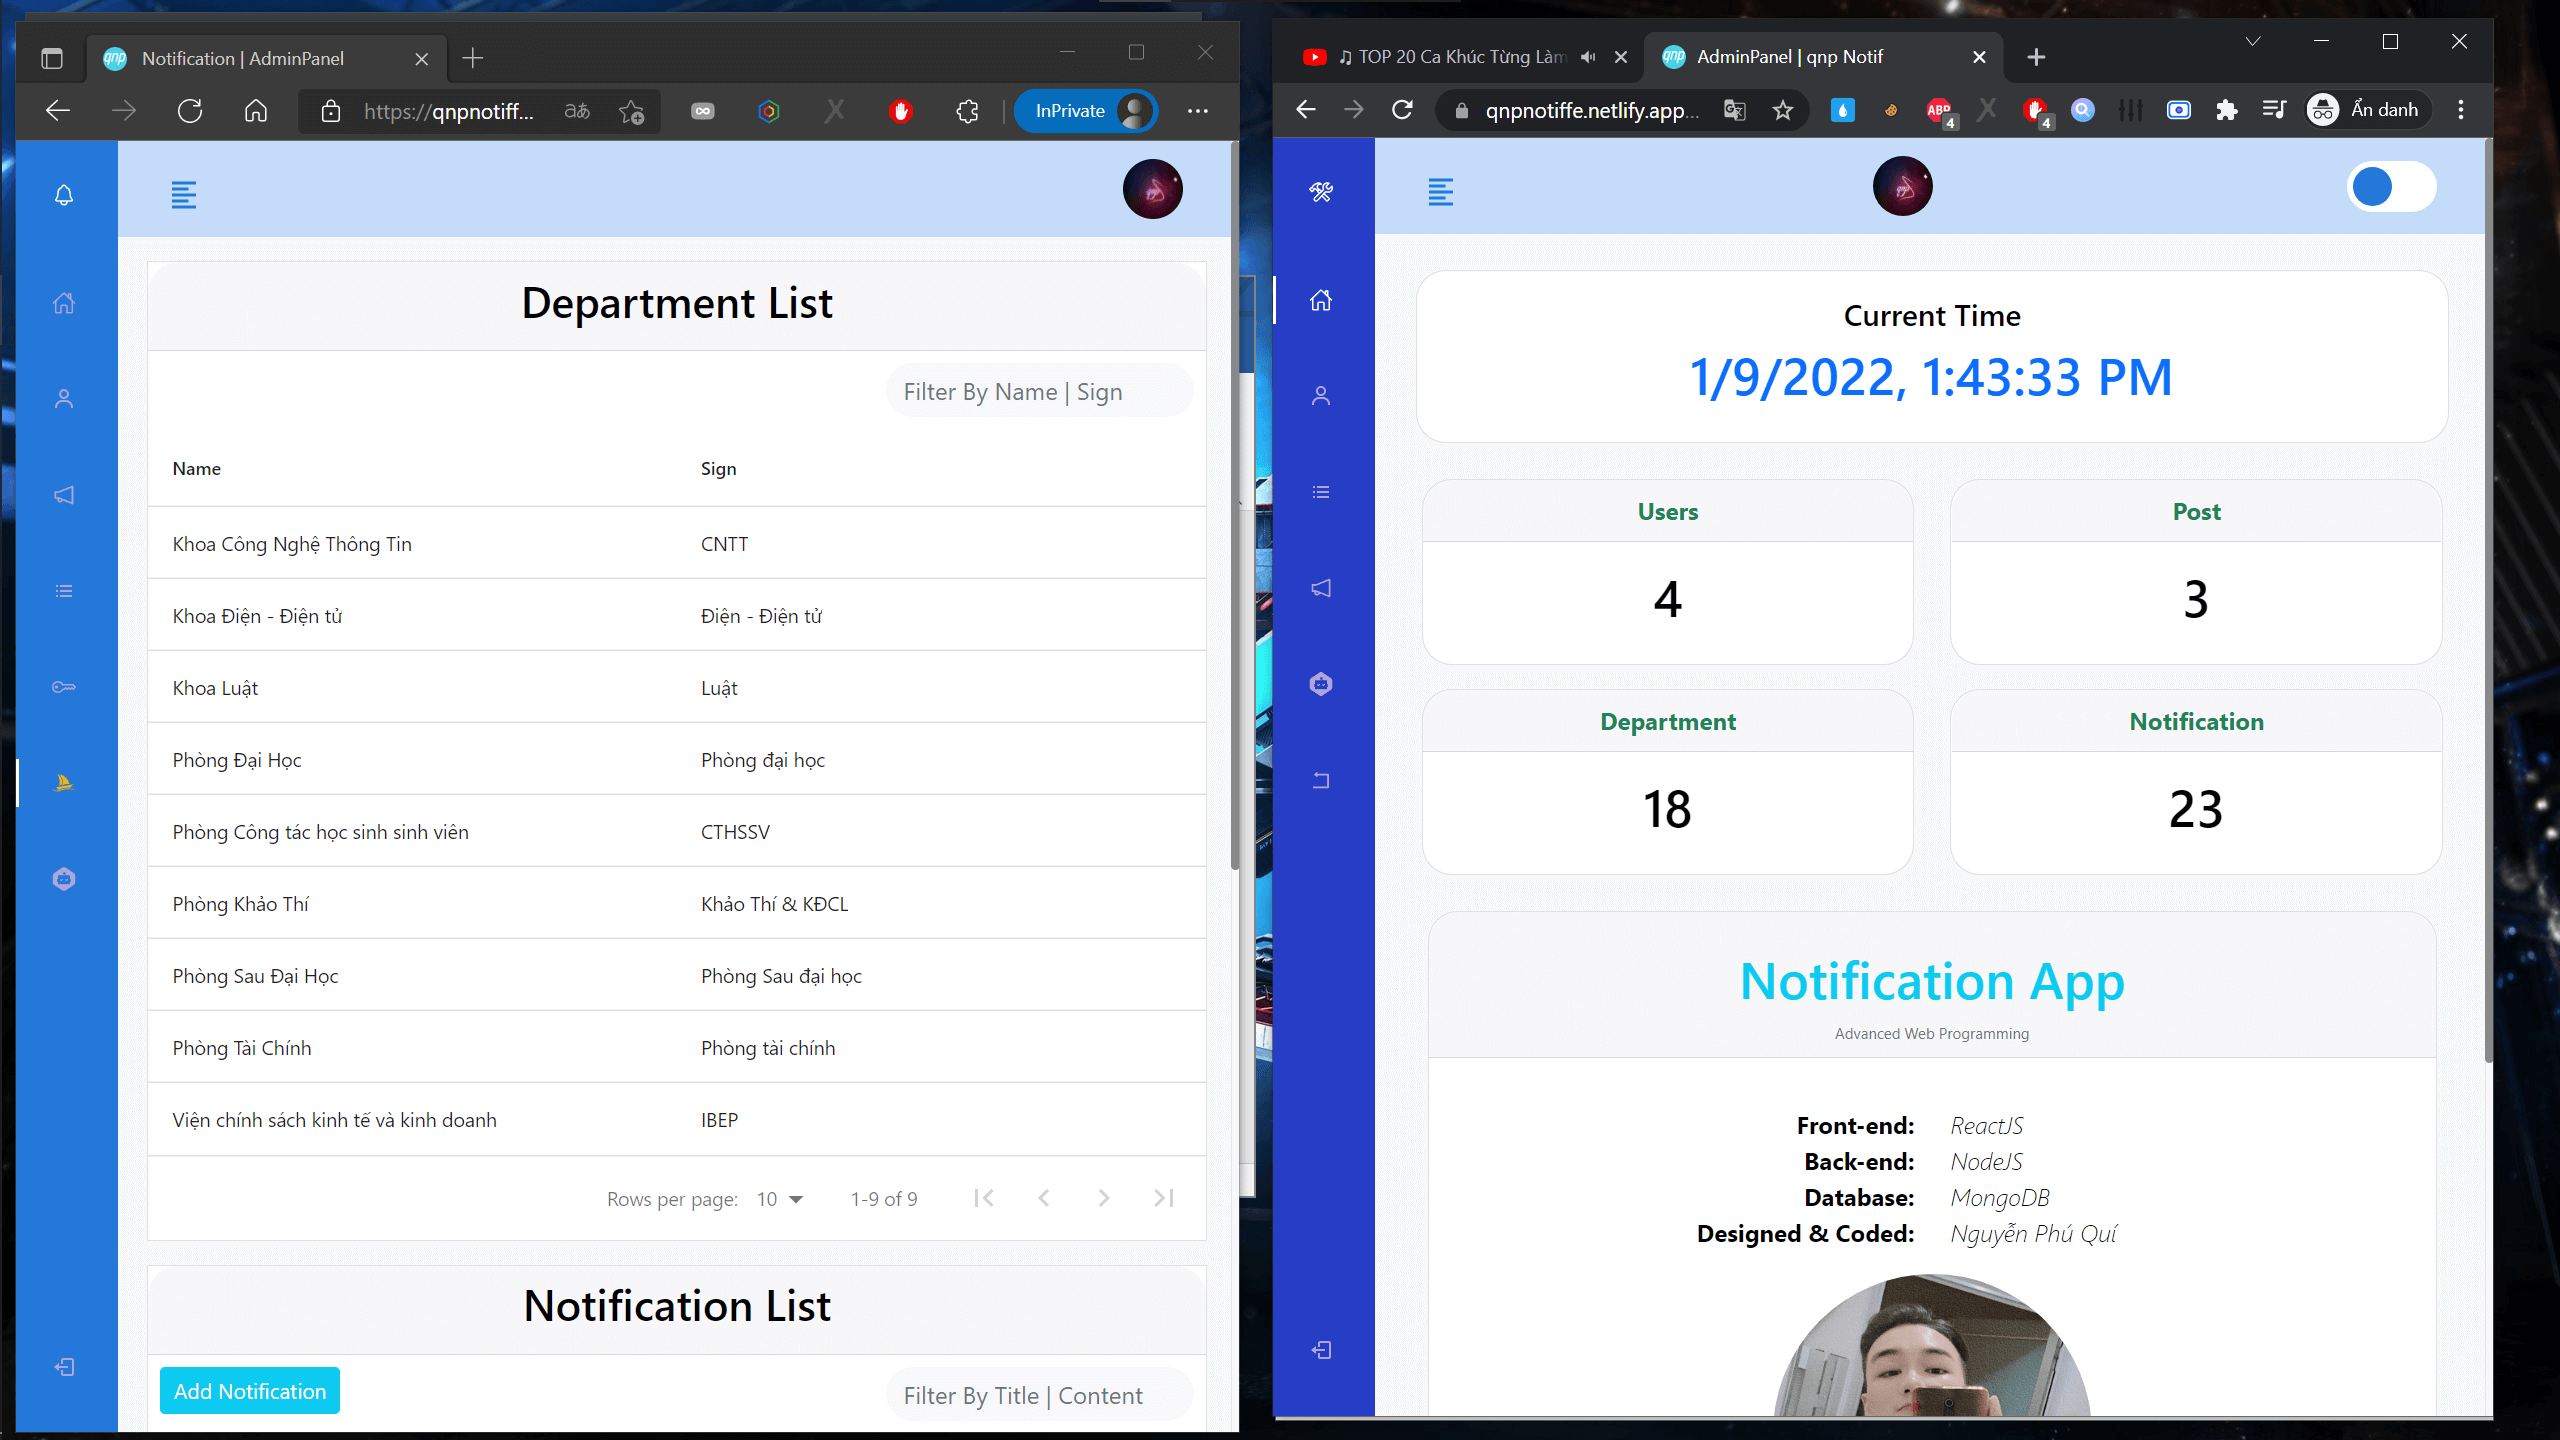 qnp Notification | AdminPanel
https://qnpnotiff...
aあ
InPrivate
Department List
Filter By Name | Sign
Name Sign
Khoa Công Nghệ Thông Tin CNTT
Khoa Điện - Điện tử Điện - Điện tử
Khoa Luật Luật
Phòng Đại Học Phòng đại học
Phòng Công tác học sinh sinh viên CTHSSV
Phòng Khảo Thí Khảo Thí & KĐCL
Phòng Sau Đại Học Phòng Sau đại học
Phòng Tài Chính Phòng tài chính
Viện chính sách kinh tế và kinh doanh IBEP
Rows per page: 10 1-9 of 9
Notification List
Add Notification
Filter By Title | Content
♫ TOP 20 Ca Khúc Từng Làm
qnp AdminPanel | qnp Notif
qnpnotiffe.netlify.app...
ABP 4
4
Ẩn danh
Current Time
1/9/2022, 1:43:33 PM
Users Post
4 3
Department Notification
18 23
Notification App
Advanced Web Programming
Front-end: ReactJS
Back-end: NodeJS
Database: MongoDB
Designed & Coded: Nguyễn Phú Quí